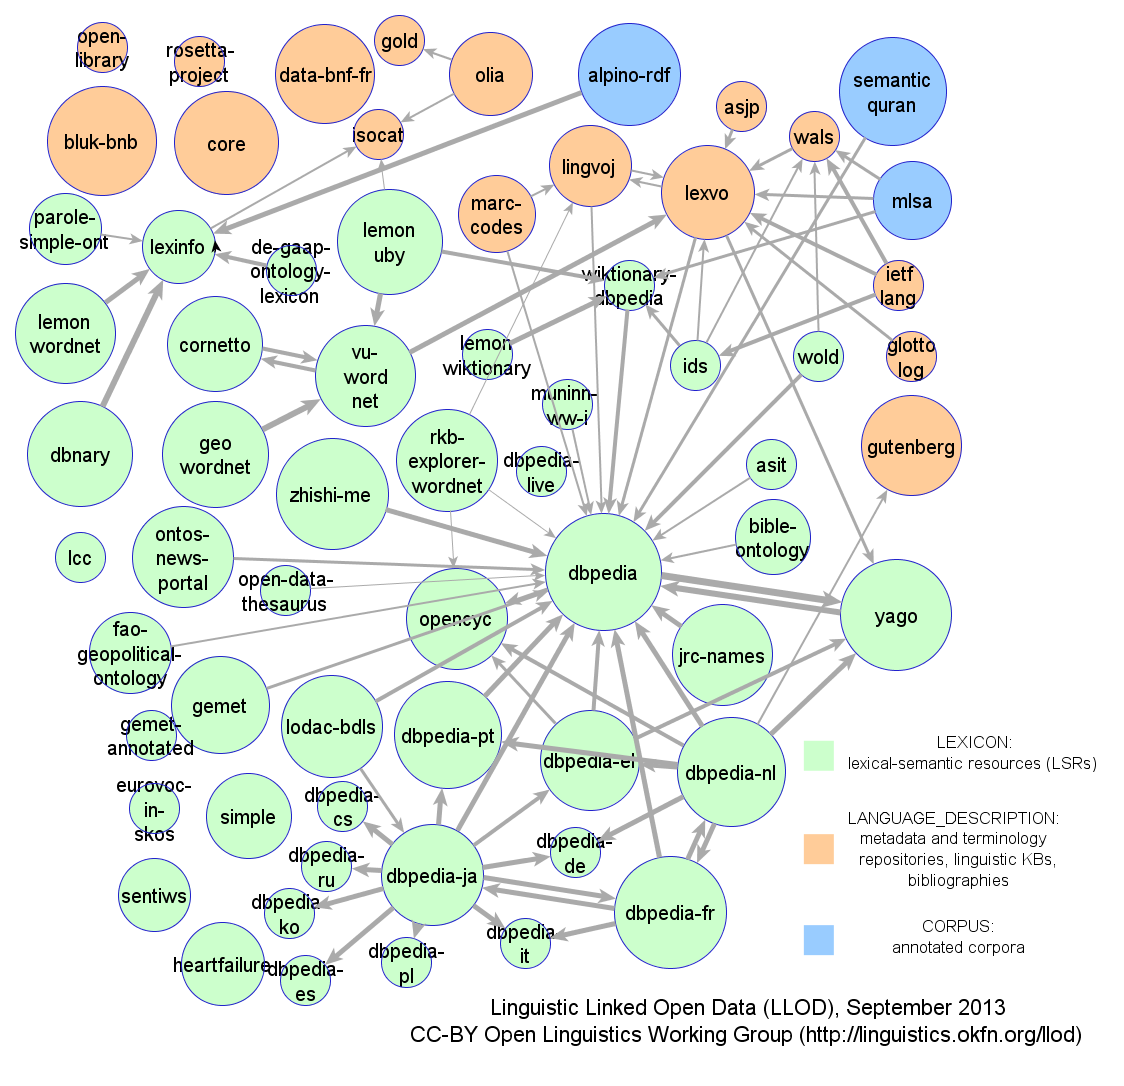 open-
library
rosetta-
project
data-bnf-fr
gold
olia
alpino-rdf
semantic
quran
bluk-bnb
core
isocat
asjp
wals
lingvoj
lexvo
mlsa
marc-
codes
parole-
simple-ont
lexinfo
de-gaap-
ontology-
lexicon
lemon
uby
wiktionary-
dbpedia
ietf
lang
lemon
wordnet
cornetto
vu-
word
net
lemon
wiktionary
ids
wold
glotto
log
muninn-
ww-i
dbnary
geo
wordnet
rkb-
explorer-
wordnet
dbpedia-
live
asit
gutenberg
zhishi-me
lcc
ontos-
news-
portal
bible-
ontology
dbpedia
open-data-
thesaurus
opencyc
yago
fao-
geopolitical-
ontology
jrc-names
gemet
lodac-bdls
dbpedia-pt
gemet-
annotated
dbpedia-el
dbpedia-nl
eurovoc-
in-
skos
simple
dbpedia-
cs
dbpedia-
ru
dbpedia-ja
dbpedia-
de
sentiws
dbpedia
ko
dbpedia-fr
dbpedia
it
heartfailure
dbpedia-
es
dbpedia-
pl
LEXICON:
lexical-semantic resources (LSRs)
LANGUAGE_DESCRIPTION:
metadata and terminology
repositories, linguistic KBs,
bibliographies
CORPUS:
annotated corpora
Linguistic Linked Open Data (LLOD), September 2013
CC-BY Open Linguistics Working Group (http://linguistics.okfn.org/llod)